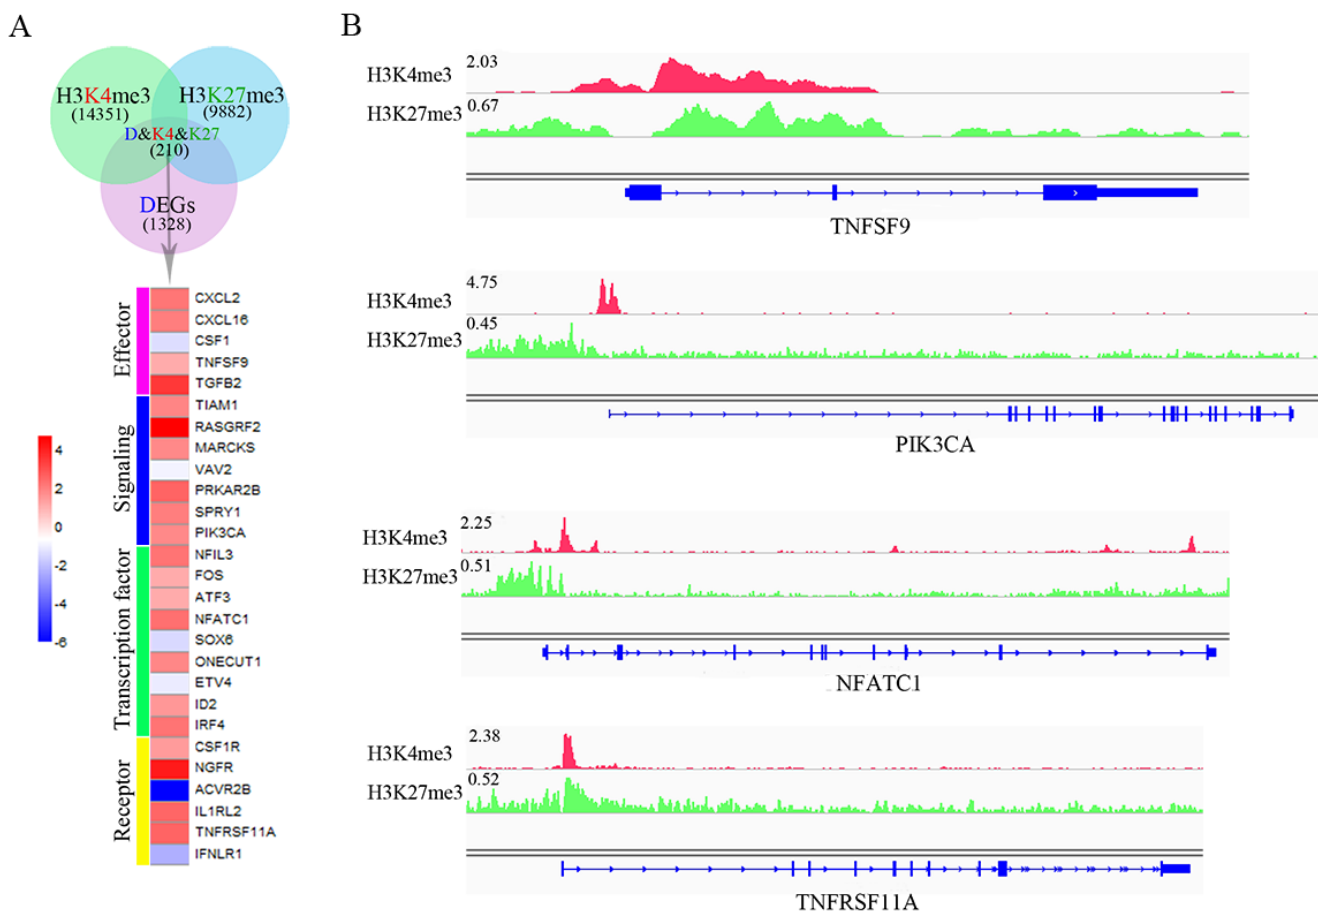 A
H3K4me3
(14351)
H3K27me3
(9882)
D&K4&K27
(210)
DEGs
(1328)
4
2
0
-2
-4
-6
Effector
Signaling
Transcription factor
Receptor
CXCL2
CXCL16
CSF1
TNFSF9
TGFB2
TIAM1
RASGRF2
MARCKS
VAV2
PRKAR2B
SPRY1
PIK3CA
NFIL3
FOS
ATF3
NFATC1
SOX6
ONECUT1
ETV4
ID2
IRF4
CSF1R
NGFR
ACVR2B
IL1RL2
TNFRSF11A
IFNLR1
B
H3K4me3 2.03
H3K27me3 0.67
TNFSF9
H3K4me3 4.75
H3K27me3 0.45
PIK3CA
H3K4me3 2.25
H3K27me3 0.51
NFATC1
H3K4me3 2.38
H3K27me3 0.52
TNFRSF11A